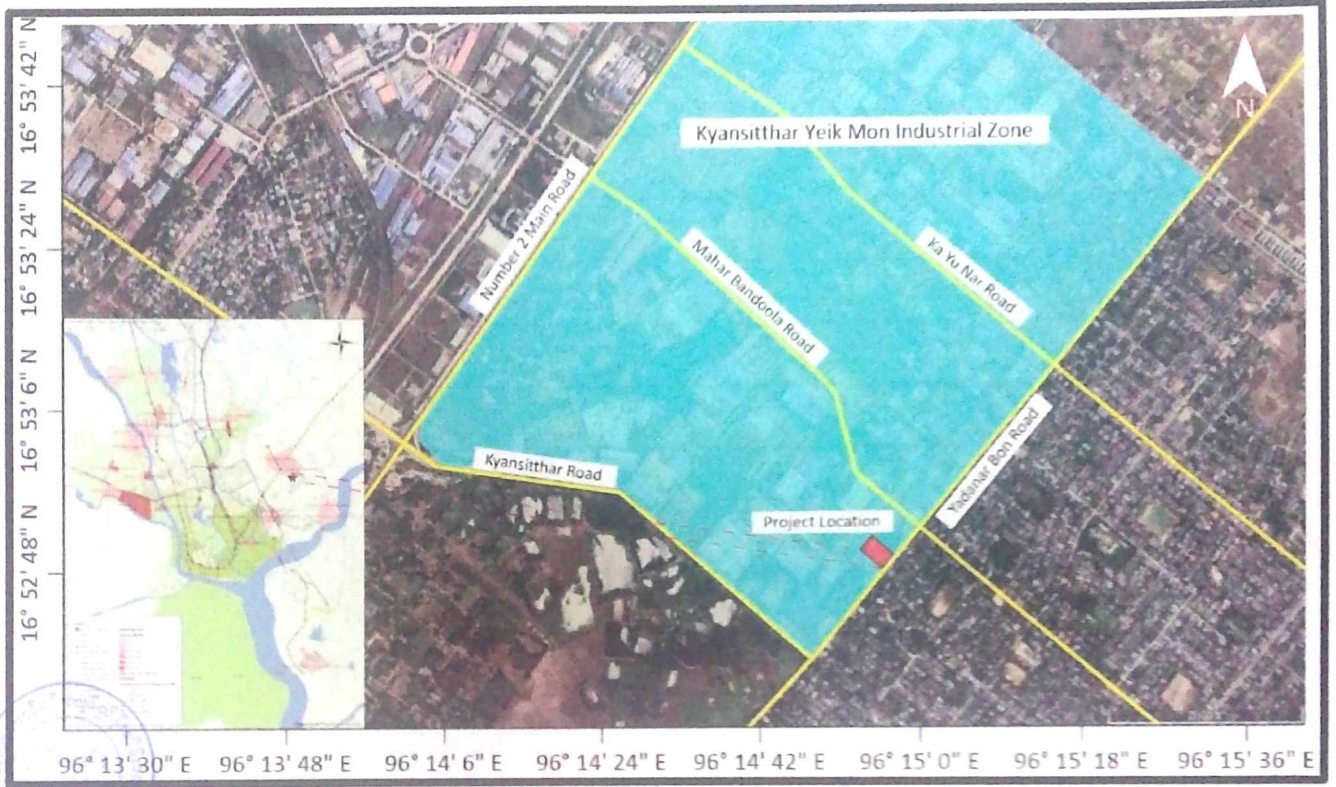 16° 53' 42" N
16° 53' 24" N
16° 53' 6" N
16° 52' 48" N
N
Kyansitthar Yeik Mon Industrial Zone
Number 2 Main Road
Mahar Bandoola Road
Ka Yu Nar Road
Kyansitthar Road
Yadanar Bon Road
Project Location
96° 13' 30" E 96° 13' 48" E 96° 14' 6" E 96° 14' 24" E 96° 14' 42" E 96° 15' 0" E 96° 15' 18" E 96° 15' 36" E